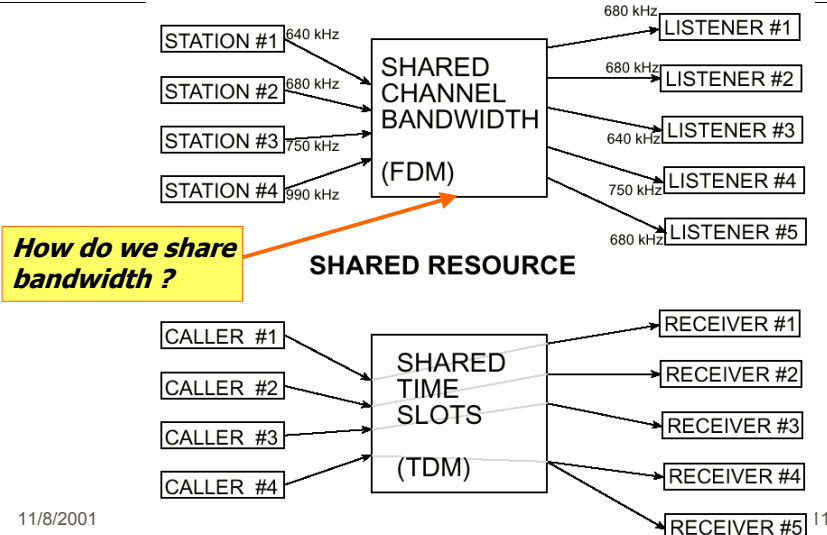 680 kHz
STATION #1
640 kHz
LISTENER #1
SHARED
CHANNEL
BANDWIDTH
(FDM)
680 kHz
LISTENER #2
STATION #2
680 kHz
STATION #3
750 kHz
640 kHz
LISTENER #3
STATION #4
990 kHz
750 kHz
LISTENER #4
680 kHz
LISTENER #5
How do we share
bandwidth ?
SHARED RESOURCE
CALLER #1
CALLER #2
CALLER #3
CALLER #4
SHARED
TIME
SLOTS
(TDM)
RECEIVER #1
RECEIVER #2
RECEIVER #3
RECEIVER #4
RECEIVER #5
11/8/2001
11